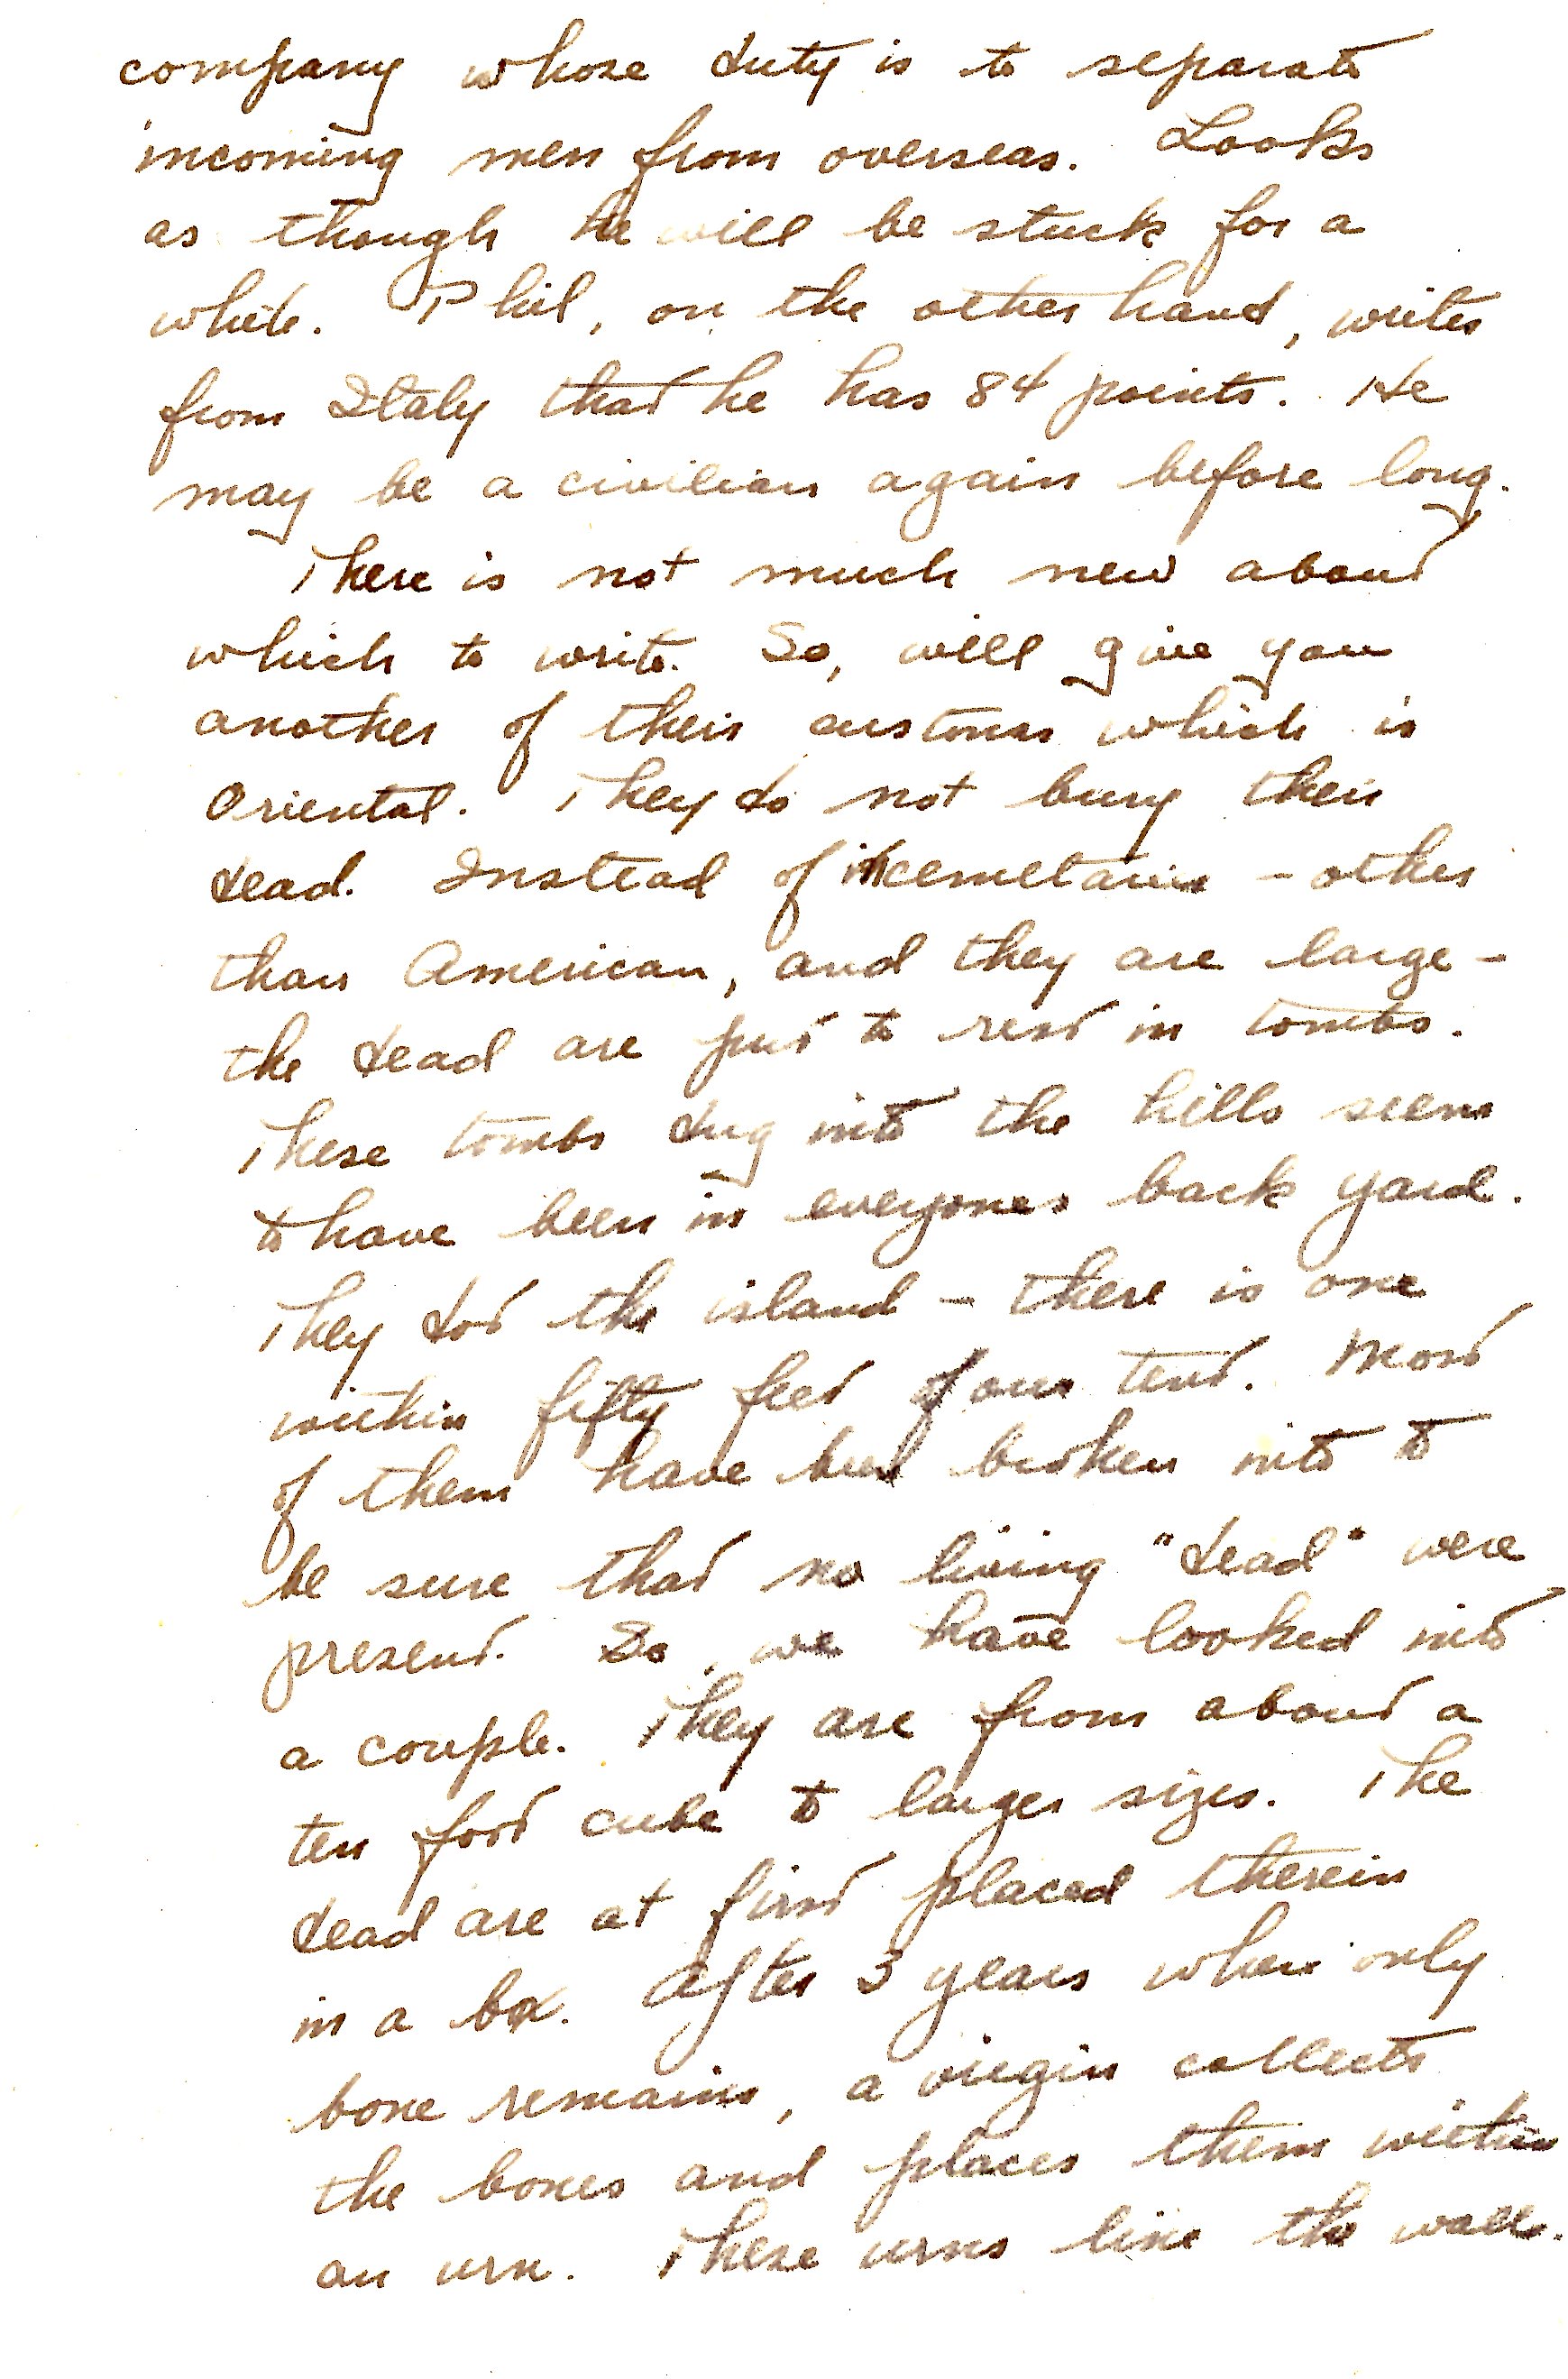 company whose duty is to separate
incoming men from overseas. Looks
as though he will be stuck for a
while. Phil, on the other hand, writes
from Italy that he has 84 points. He
may be a civilian again before long.
There is not much new about
which to write. So, will give you
another of their customs which is
Oriental. They do not bury their
dead. Instead of in cemetaries – other
than American, and they are large –
the dead are put to rest in tombs.
These tombs dug into the hills seem
to have been in everyones back yard.
They dot the island – there is one
within fifty feet of our tent. Most
of them have been broken into to
be sure that no living "dead" were
present. So, we have looked into
a couple. They are from about a
ten foot cube to larger sizes. The
dead are at first placed therein
in a box. After 3 years when only
bone remains, a virgin collects
the bones and places them within
an urn. These urns line the wall.